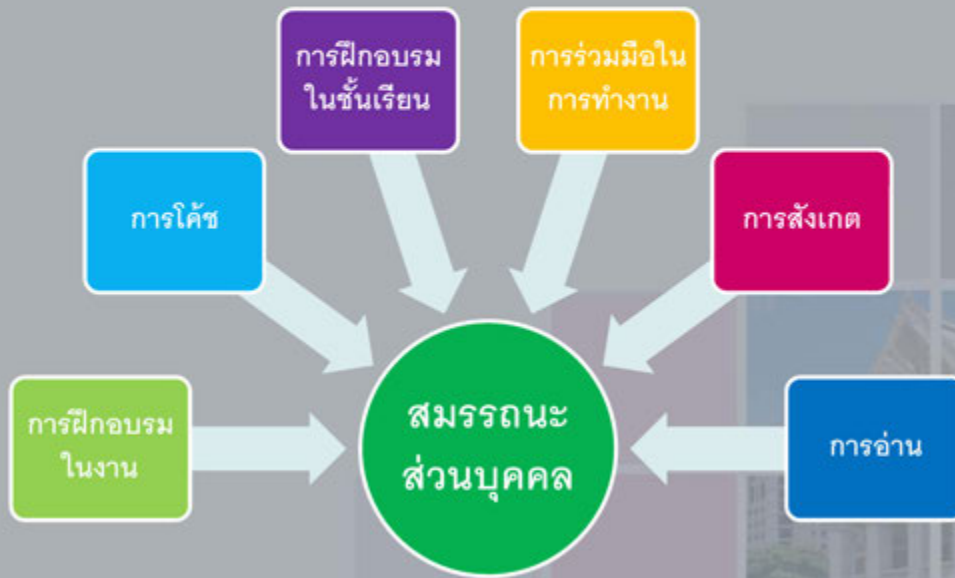 การฝึกอบรม
ในชั้นเรียน
การร่วมมือใน
การทำงาน
การโค้ช
การสังเกต
การฝึกอบรม
ในงาน
สมรรถนะ
ส่วนบุคคล
การอ่าน